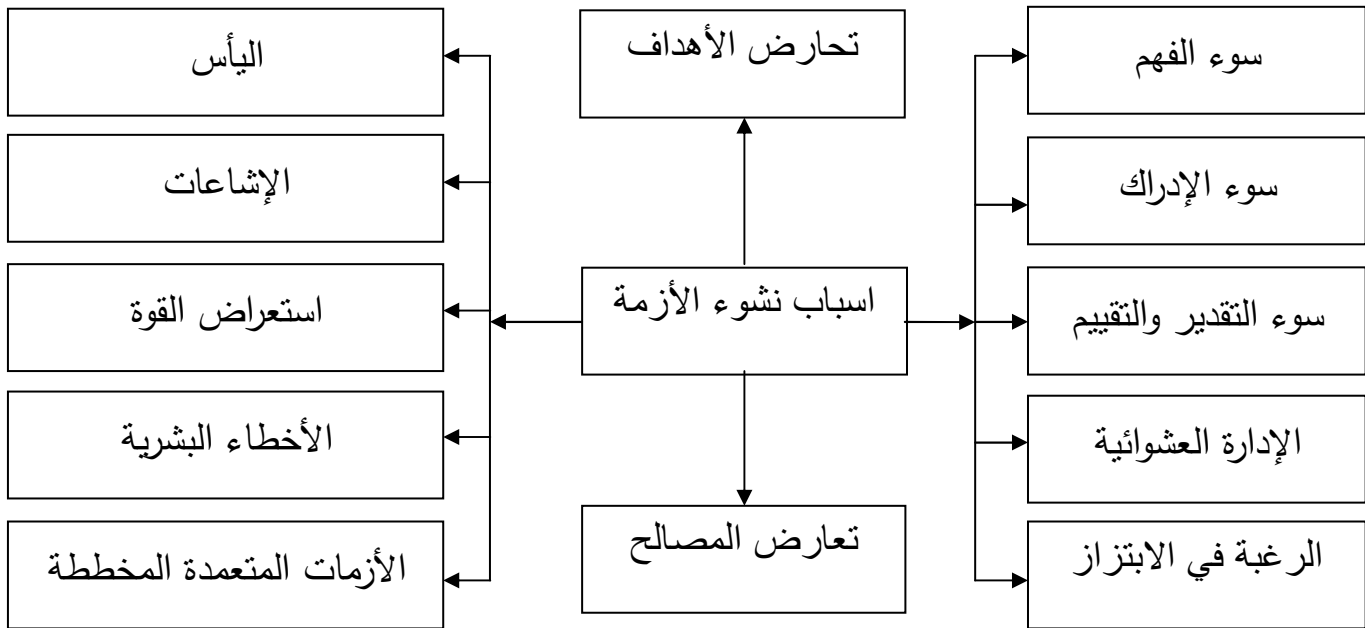 سوء الفهم
سوء الإدراك
سوء التقدير والتقييم
الإدارة العشوائية
الرغبة في الابتزاز
تحارض الأهداف
اسباب نشوء الأزمة
تعارض المصالح
اليأس
الإشاعات
استعراض القوة
الأخطاء البشرية
الأزمات المتعمدة المخططة